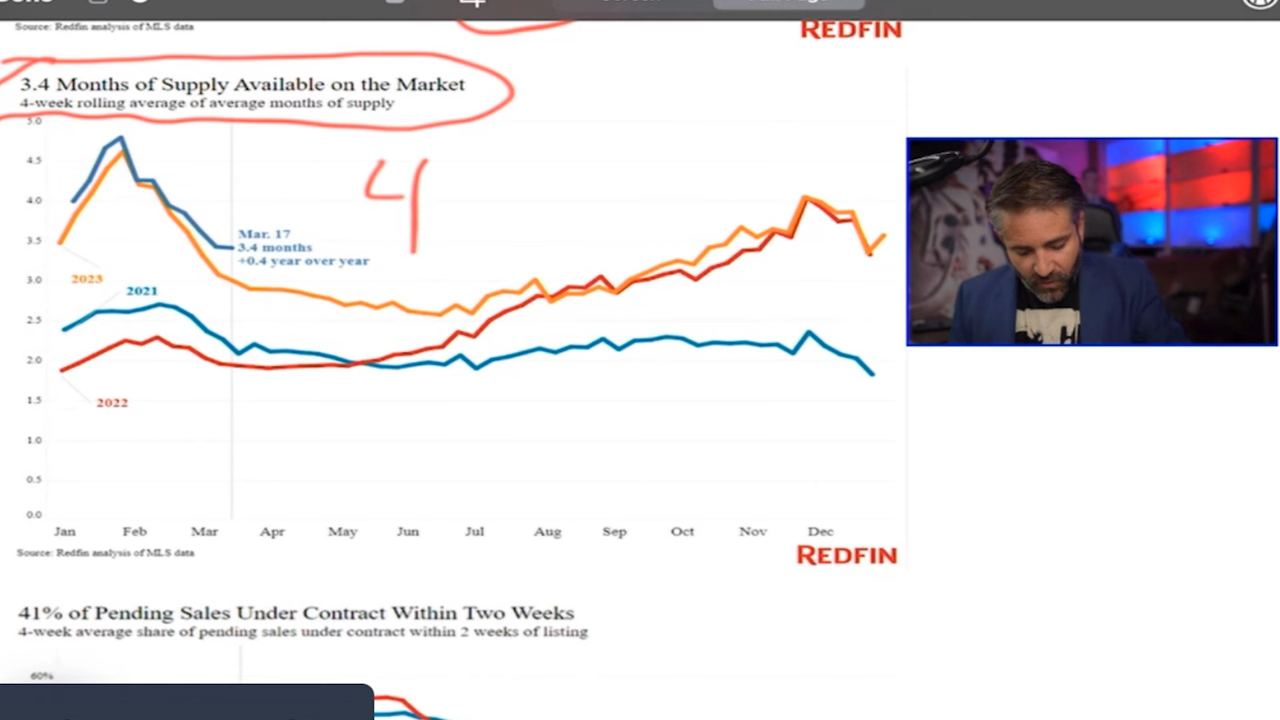 Source: Redfin analysis of MLS data
REDFIN
3.4 Months of Supply Available on the Market
4-week rolling average of average months of supply
5.0
4.5
4.0
3.5
3.0
2.5
2.0
1.5
1.0
0.5
0.0
4
Mar. 17
3.4 months
+0.4 year over year
2023
2021
2022
Jan Feb Mar Apr May Jun Jul Aug Sep Oct Nov Dec
Source: Redfin analysis of MLS data
REDFIN
41% of Pending Sales Under Contract Within Two Weeks
4-week average share of pending sales under contract within 2 weeks of listing
60%